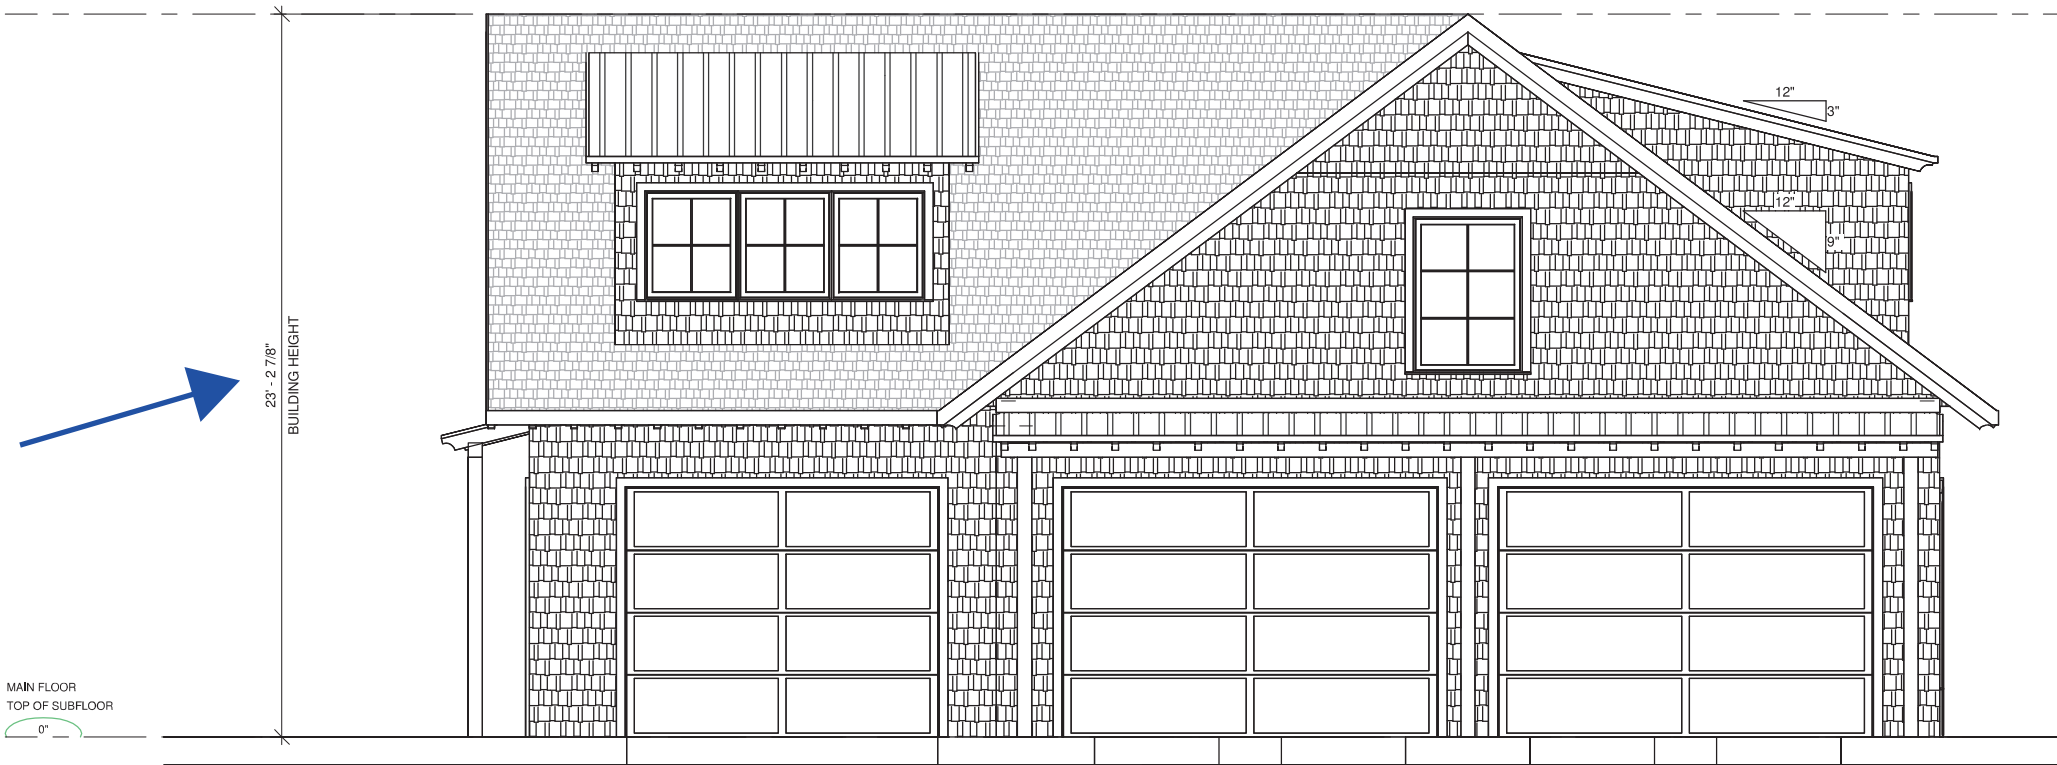 12"
3"
12"
9"
23' - 2 7/8"
BUILDING HEIGHT
MAIN FLOOR
TOP OF SUBFLOOR
0"